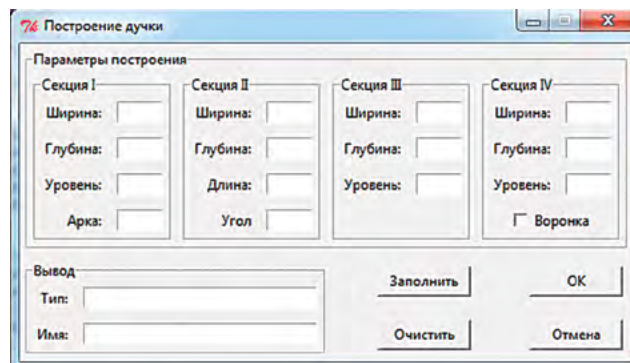 Построение дучки
Параметры построения
Секция I
Ширина:
Глубина:
Уровень:
Арка:
Секция II
Ширина:
Глубина:
Длина:
Угол
Секция III
Ширина:
Глубина:
Уровень:
Секция IV
Ширина:
Глубина:
Уровень:
Воронка
Вывод
Тип:
Имя:
Заполнить
OK
Очистить
Отмена